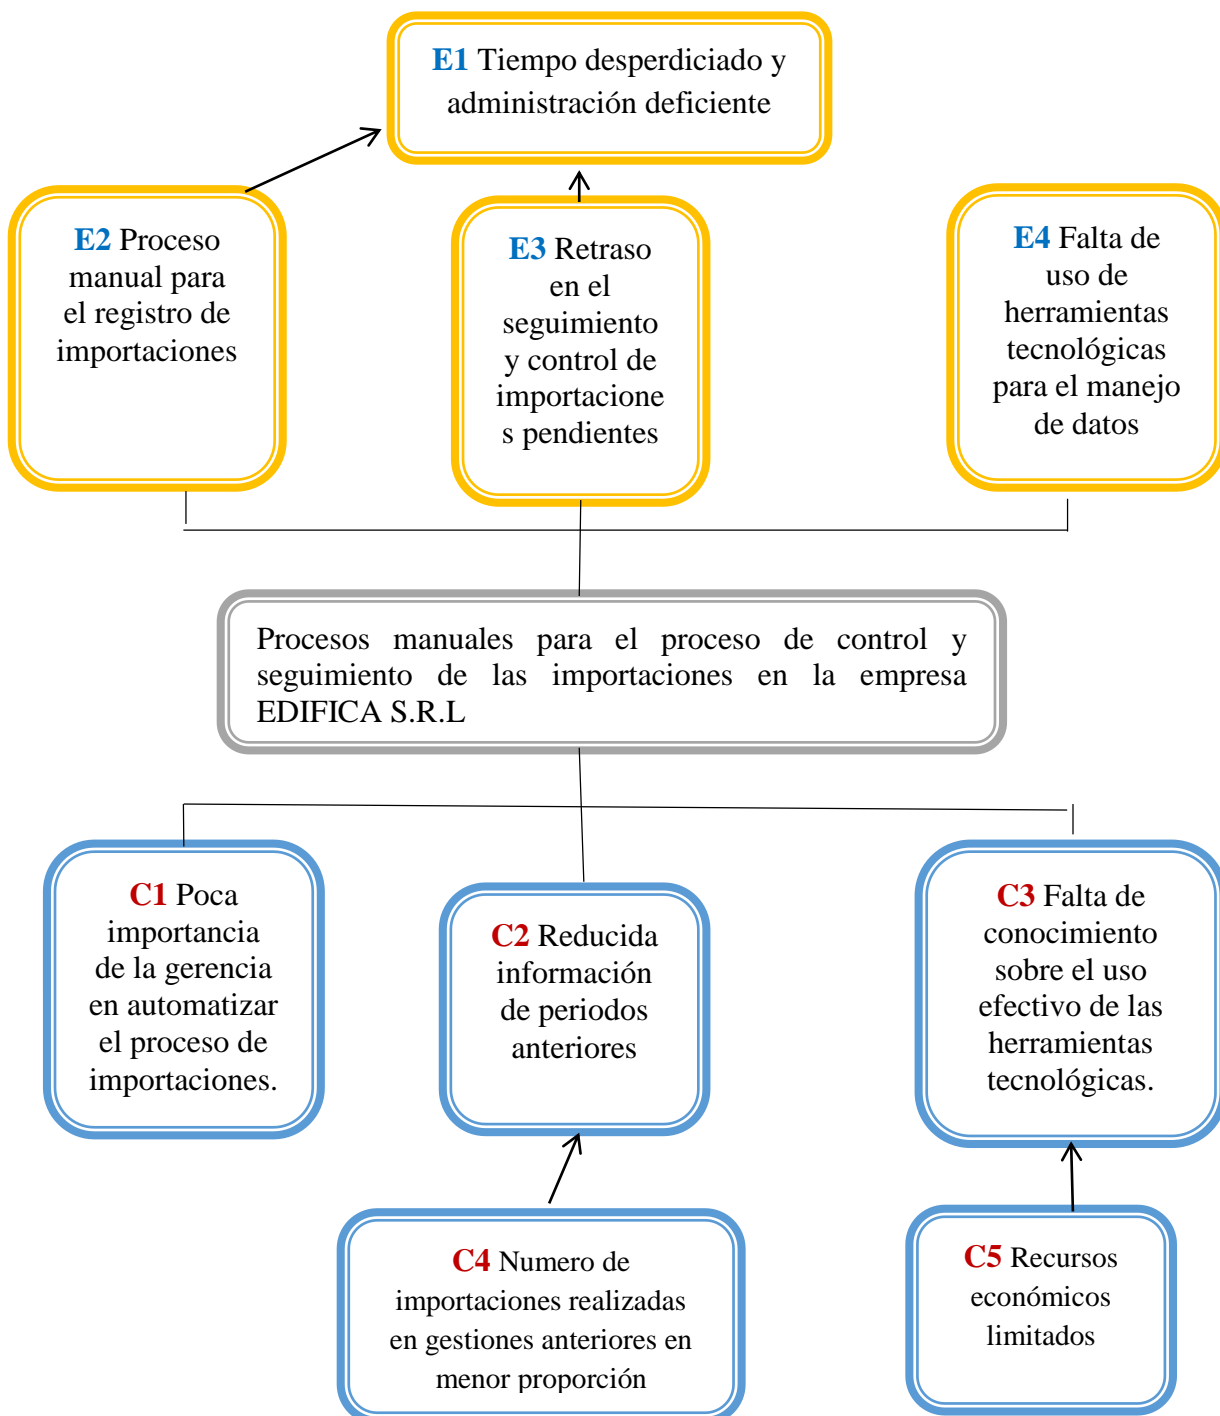 E1 Tiempo desperdiciado y
administración deficiente
E2 Proceso
manual para
el registro de
importaciones
E3 Retraso
en el
seguimiento
y control de
importacione
s pendientes
E4 Falta de
uso de
herramientas
tecnológicas
para el manejo
de datos
Procesos manuales para el proceso de control y
seguimiento de las importaciones en la empresa
EDIFICA S.R.L
C1 Poca
importancia
de la gerencia
en automatizar
el proceso de
importaciones.
C2 Reducida
información
de periodos
anteriores
C3 Falta de
conocimiento
sobre el uso
efectivo de las
herramientas
tecnológicas.
C4 Numero de
importaciones realizadas
en gestiones anteriores en
menor proporción
C5 Recursos
económicos
limitados